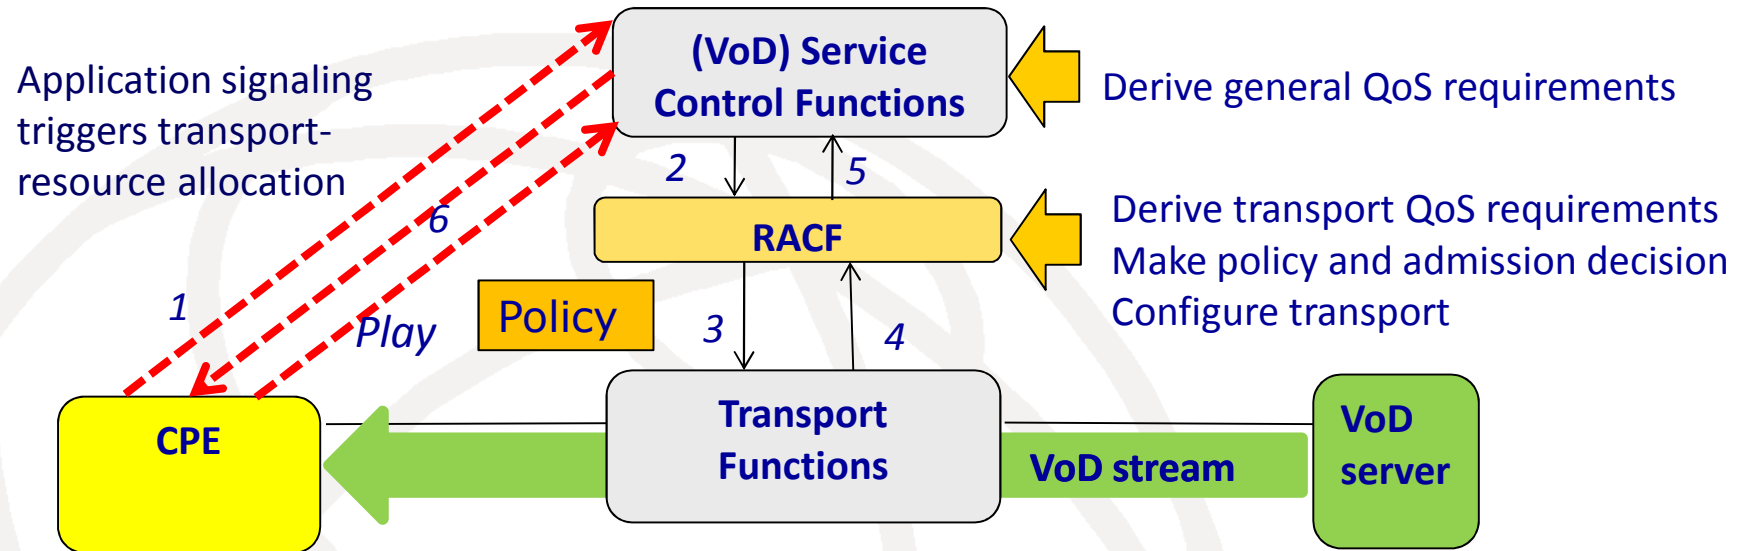 Application signaling
triggers transport-
resource allocation
(VoD) Service
Control Functions
Derive general QoS requirements
2
5
6
RACF
Derive transport QoS requirements
Make policy and admission decision
Configure transport
1
Play
Policy
3
4
CPE
Transport
Functions
VoD stream
VoD
server